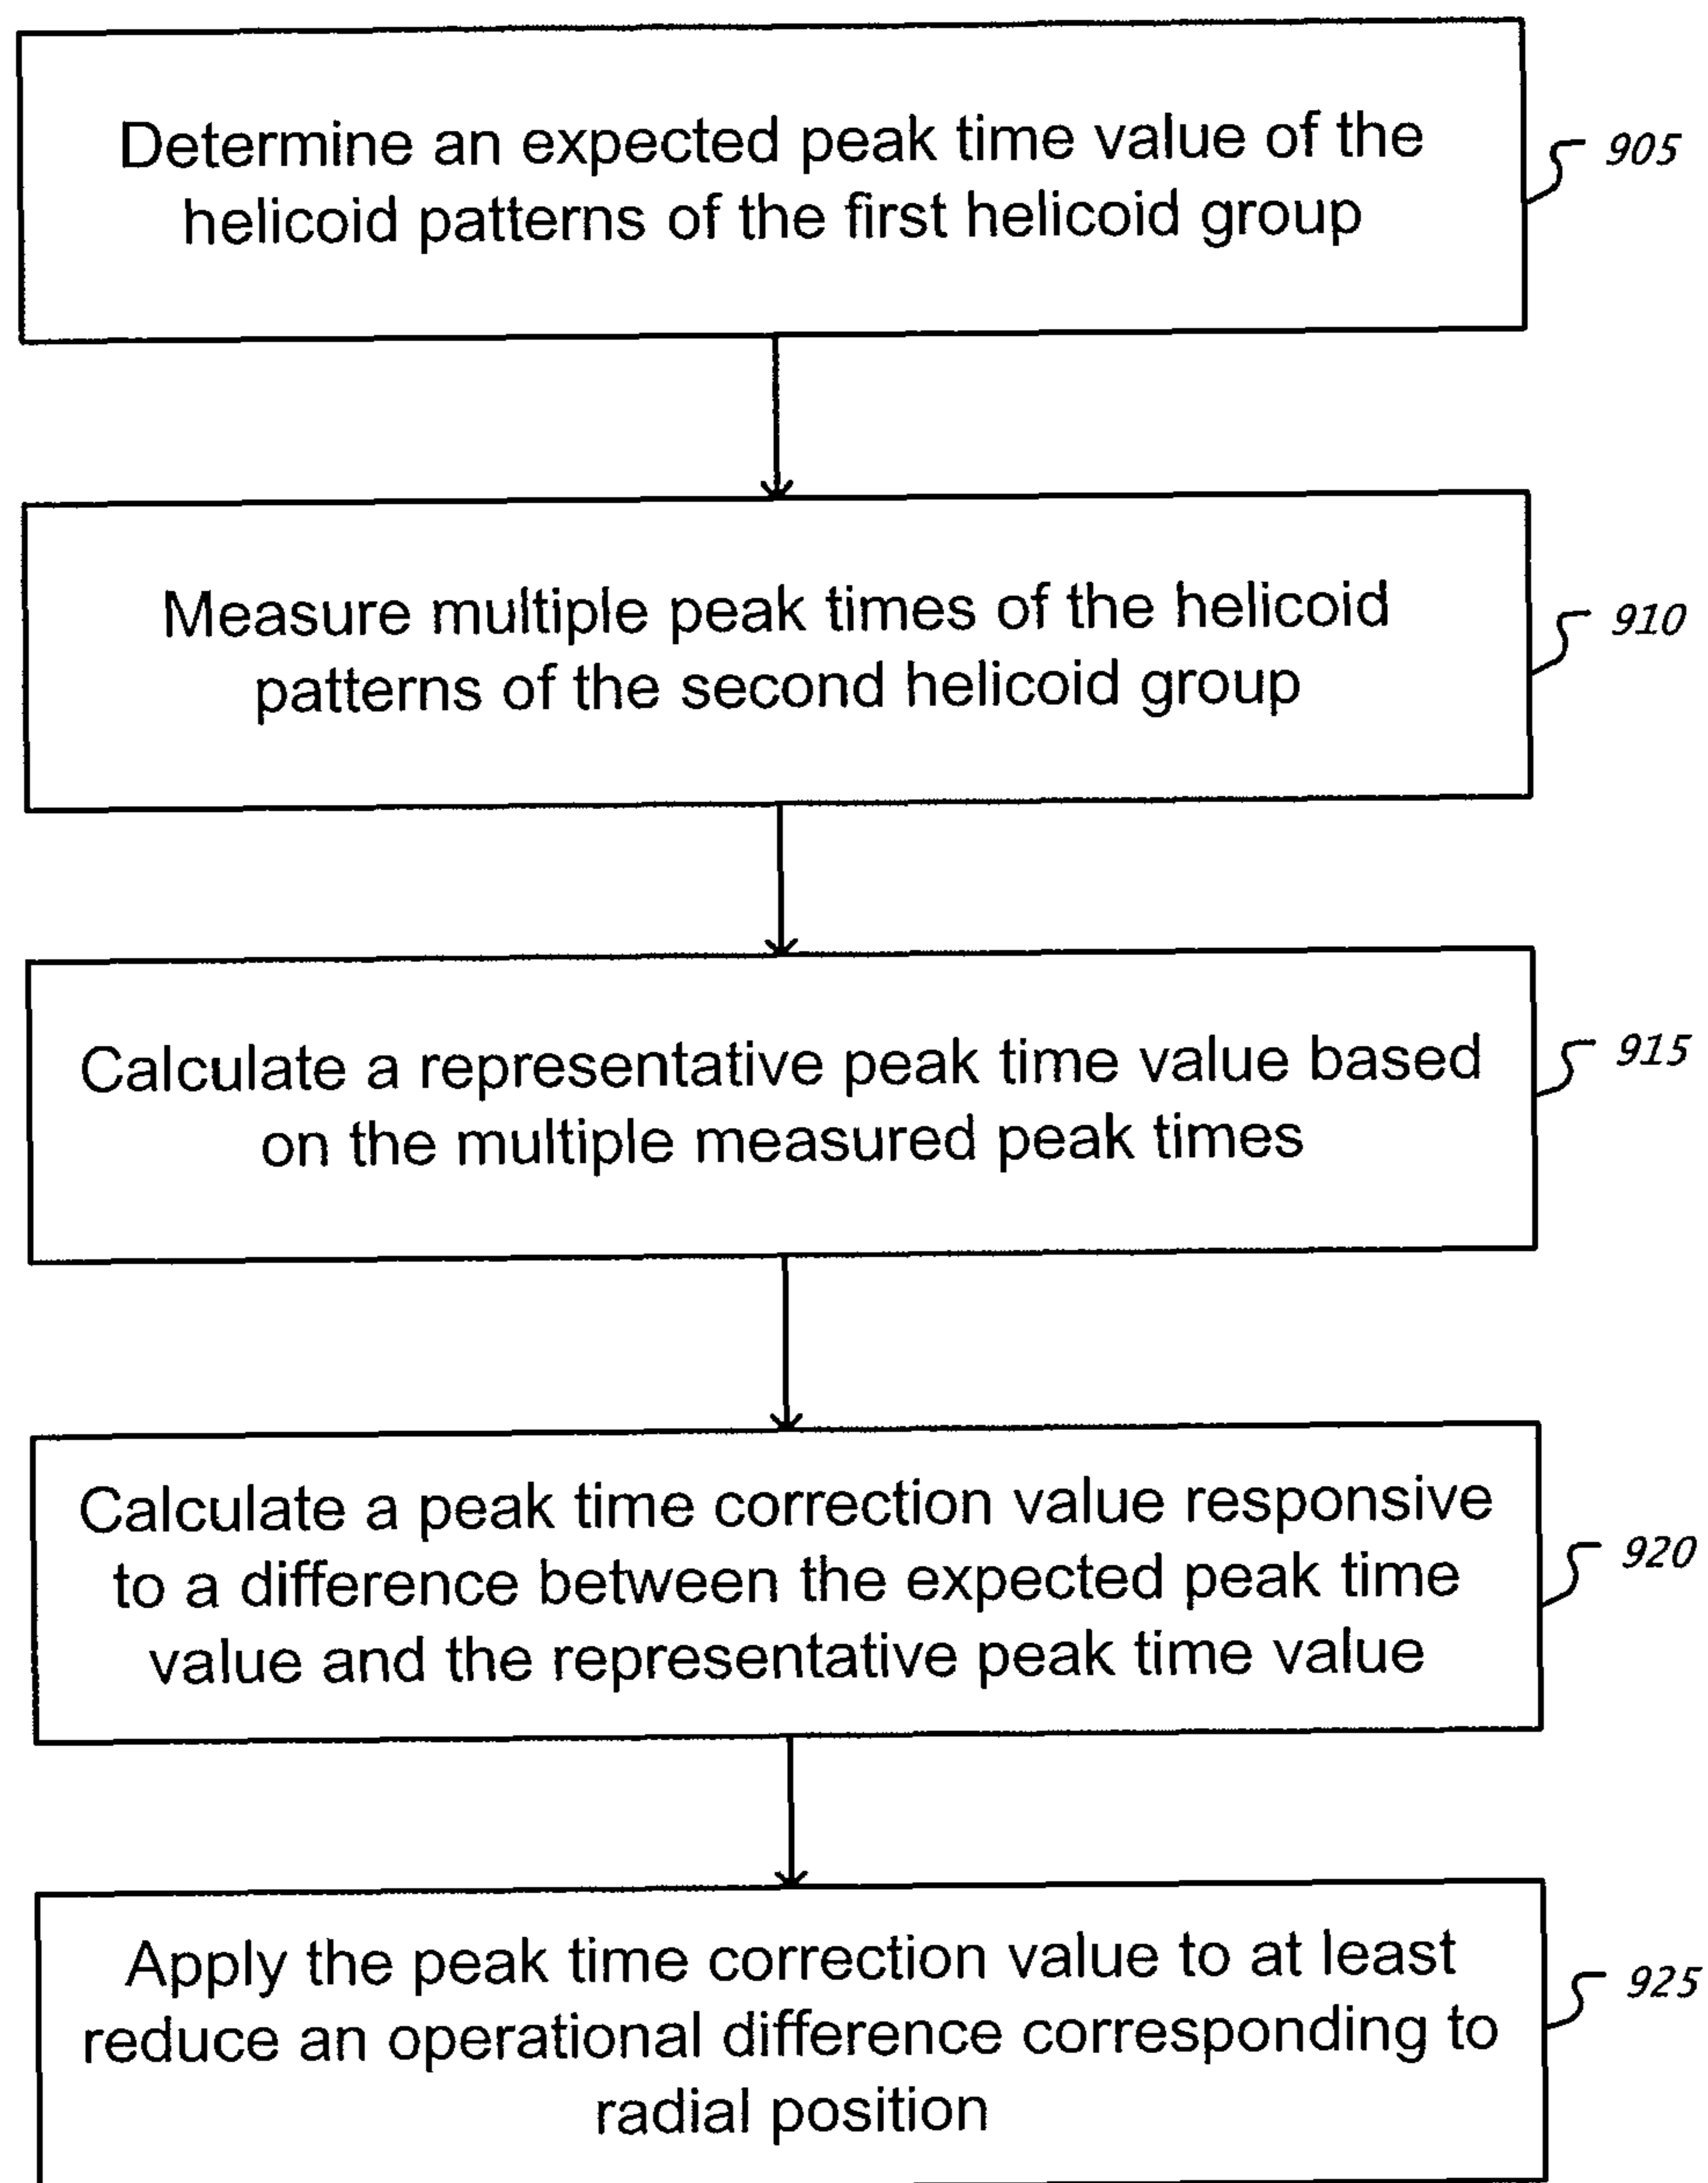 Determine an expected peak time value of the
helicoid patterns of the first helicoid group
905
Measure multiple peak times of the helicoid
patterns of the second helicoid group
910
Calculate a representative peak time value based
on the multiple measured peak times
915
Calculate a peak time correction value responsive
to a difference between the expected peak time
value and the representative peak time value
920
Apply the peak time correction value to at least
reduce an operational difference corresponding to
radial position
925